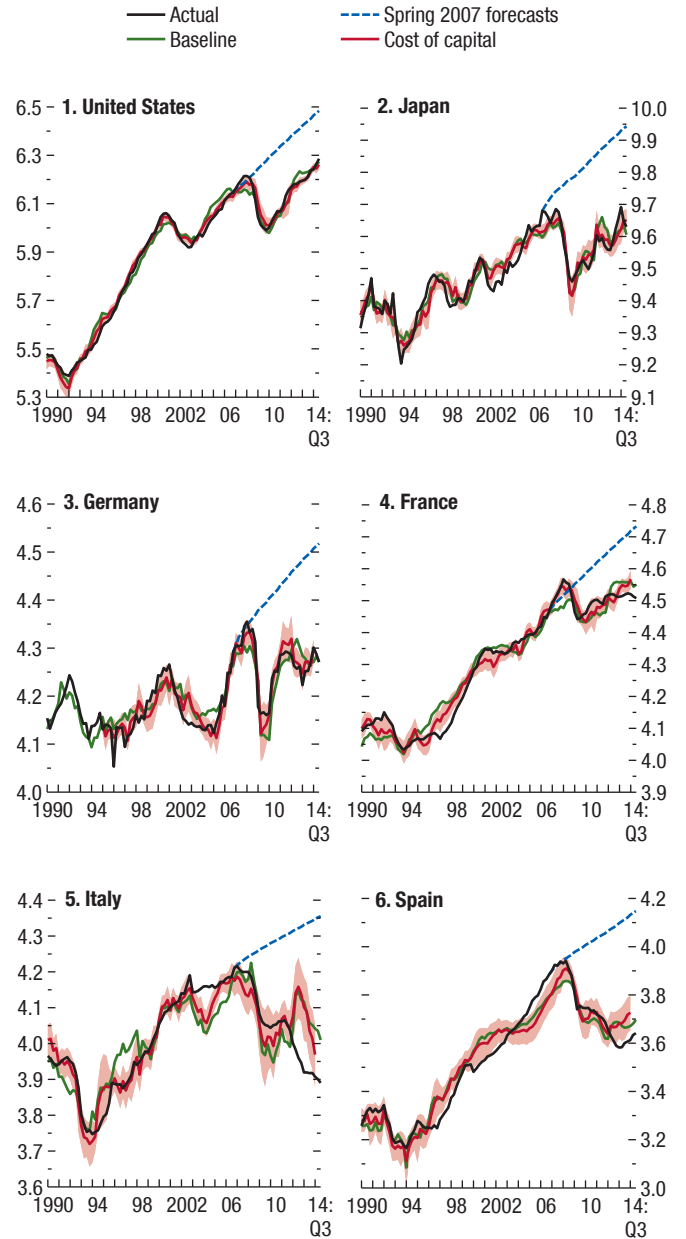 Actual
Spring 2007 forecasts
Baseline
Cost of capital
1. United States
6.5
6.3
6.1
5.9
5.7
5.5
5.3
1990 94 98 2002 06 10 14:
Q3
2. Japan
10.0
9.9
9.8
9.7
9.6
9.5
9.4
9.3
9.2
9.1
1990 94 98 2002 06 10 14:
Q3
3. Germany
4.6
4.5
4.4
4.3
4.2
4.1
4.0
1990 94 98 2002 06 10 14:
Q3
4. France
4.8
4.7
4.6
4.5
4.4
4.3
4.2
4.1
4.0
3.9
1990 94 98 2002 06 10 14:
Q3
5. Italy
4.4
4.3
4.2
4.1
4.0
3.9
3.8
3.7
3.6
1990 94 98 2002 06 10 14:
Q3
6. Spain
4.2
4.0
3.8
3.6
3.4
3.2
3.0
1990 94 98 2002 06 10 14:
Q3